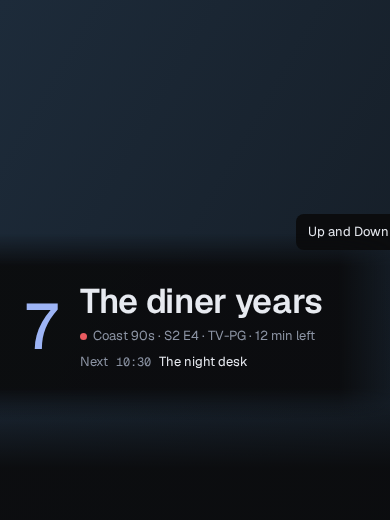 Up and Down
7
The diner years
Coast 90s · S2 E4 · TV-PG · 12 min left
Next 10:30 The night desk